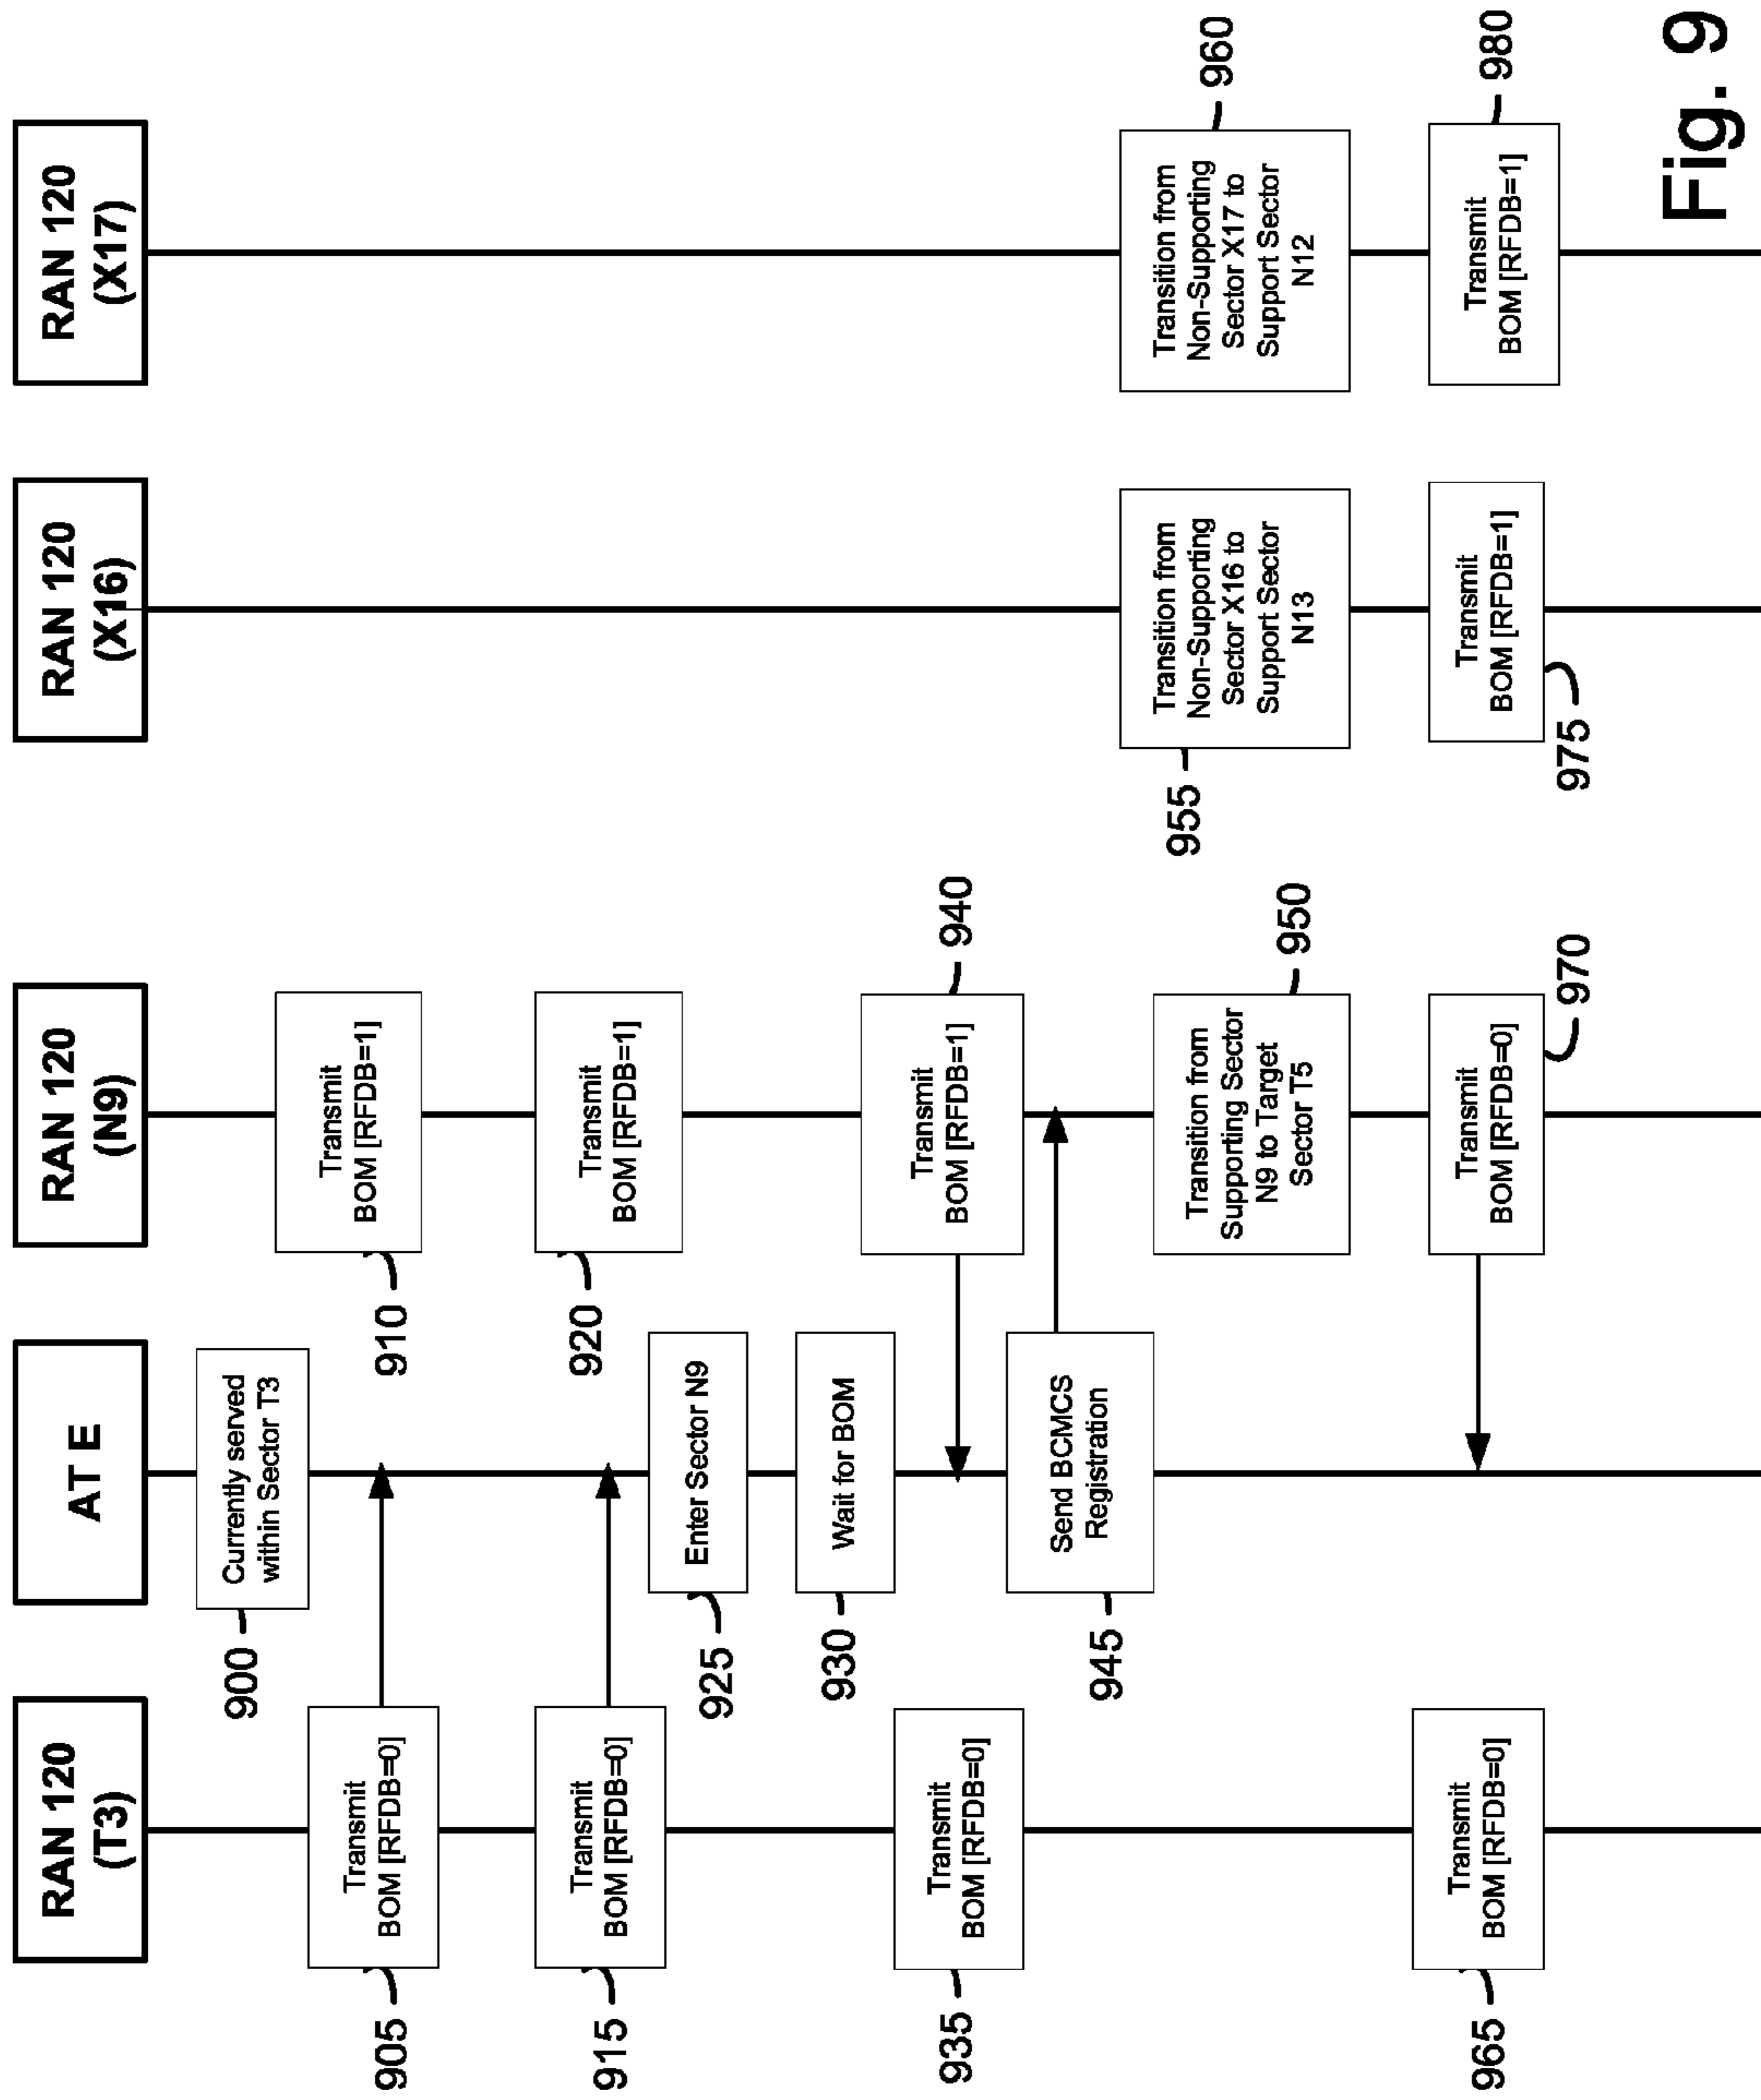 RAN 120
(T3)
AT E
RAN 120
(N9)
RAN 120
(X16)
RAN 120
(X17)
900
Currently served
within Sector T3
905
Transmit
BOM [RFDB=0]
910
Transmit
BOM [RFDB=1]
915
Transmit
BOM [RFDB=0]
920
Transmit
BOM [RFDB=1]
925
Enter Sector N9
930
Wait for BOM
935
Transmit
BOM [RFDB=0]
940
Transmit
BOM [RFDB=1]
945
Send BCMCS
Registration
950
Transition from
Supporting Sector
N9 to Target
Sector T5
955
Transition from
Non-Supporting
Sector X16 to
Support Sector
N13
960
Transition from
Non-Supporting
Sector X17 to
Support Sector
N12
965
Transmit
BOM [RFDB=0]
970
Transmit
BOM [RFDB=0]
975
Transmit
BOM [RFDB=1]
980
Transmit
BOM [RFDB=1]
Fig. 9